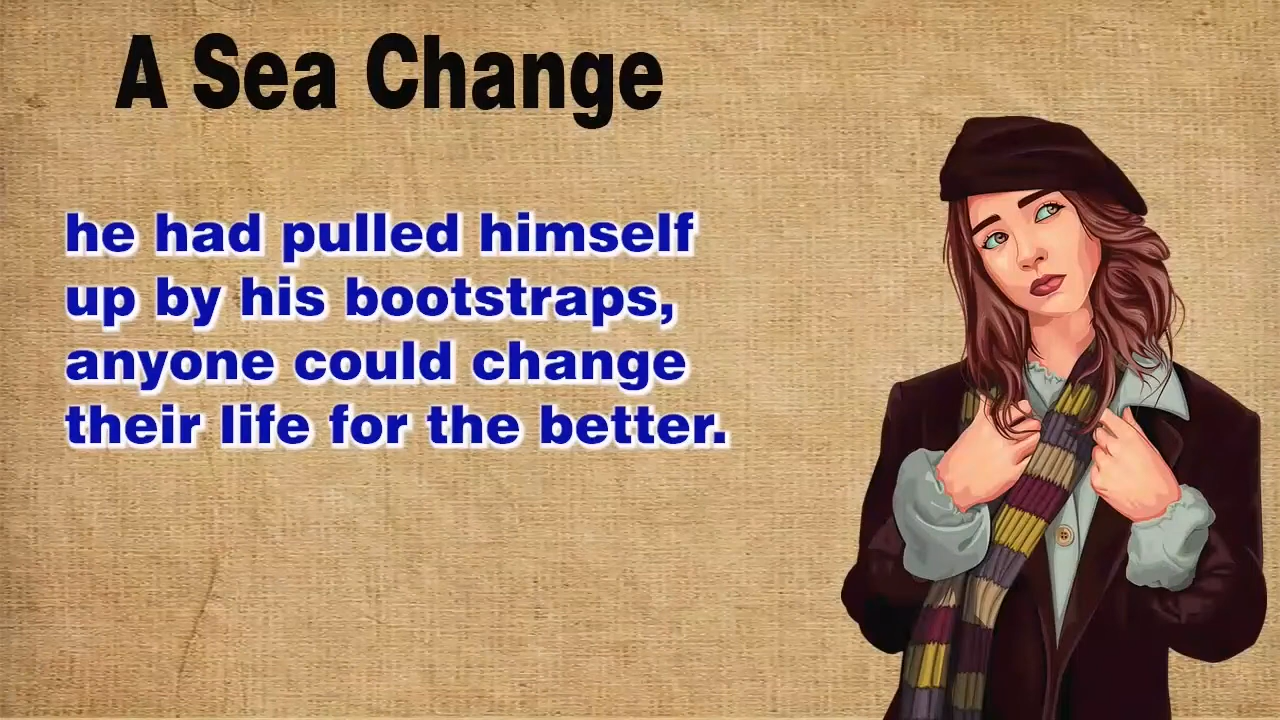 A Sea Change
he had pulled himself
up by his bootstraps,
anyone could change
their life for the better.